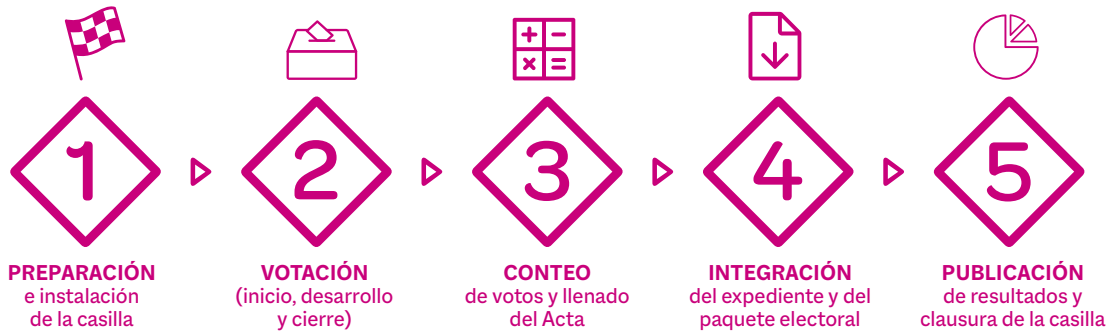 1
PREPARACIÓN
e instalación
de la casilla
2
VOTACIÓN
(inicio, desarrollo
y cierre)
3
CONTEO
de votos y llenado
del Acta
4
INTEGRACIÓN
del expediente y del
paquete electoral
5
PUBLICACIÓN
de resultados y
clausura de la casilla